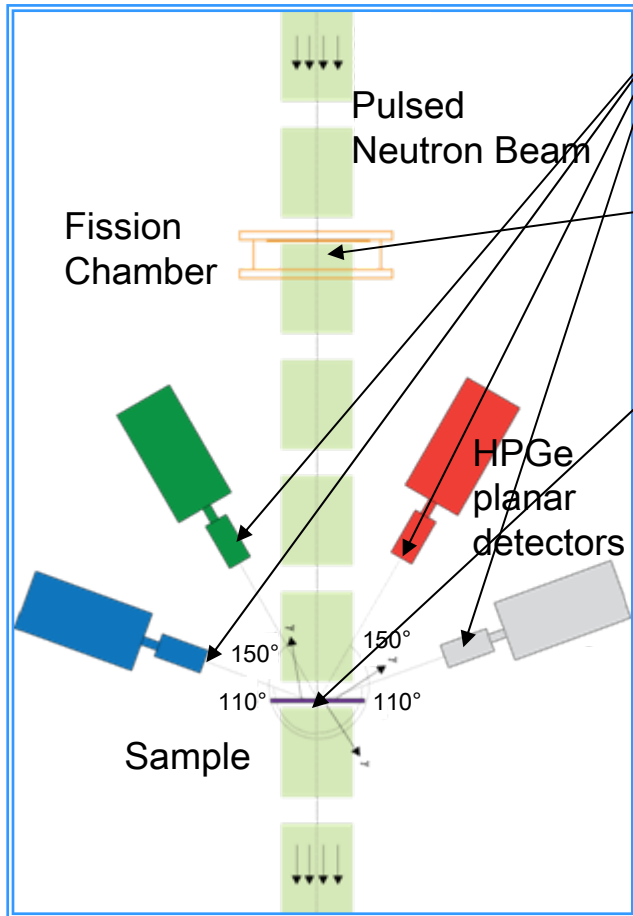 Pulsed
Neutron Beam
Fission
Chamber
HPGe
planar
detectors
150°
150°
γ
γ
110°
110°
Sample
γ